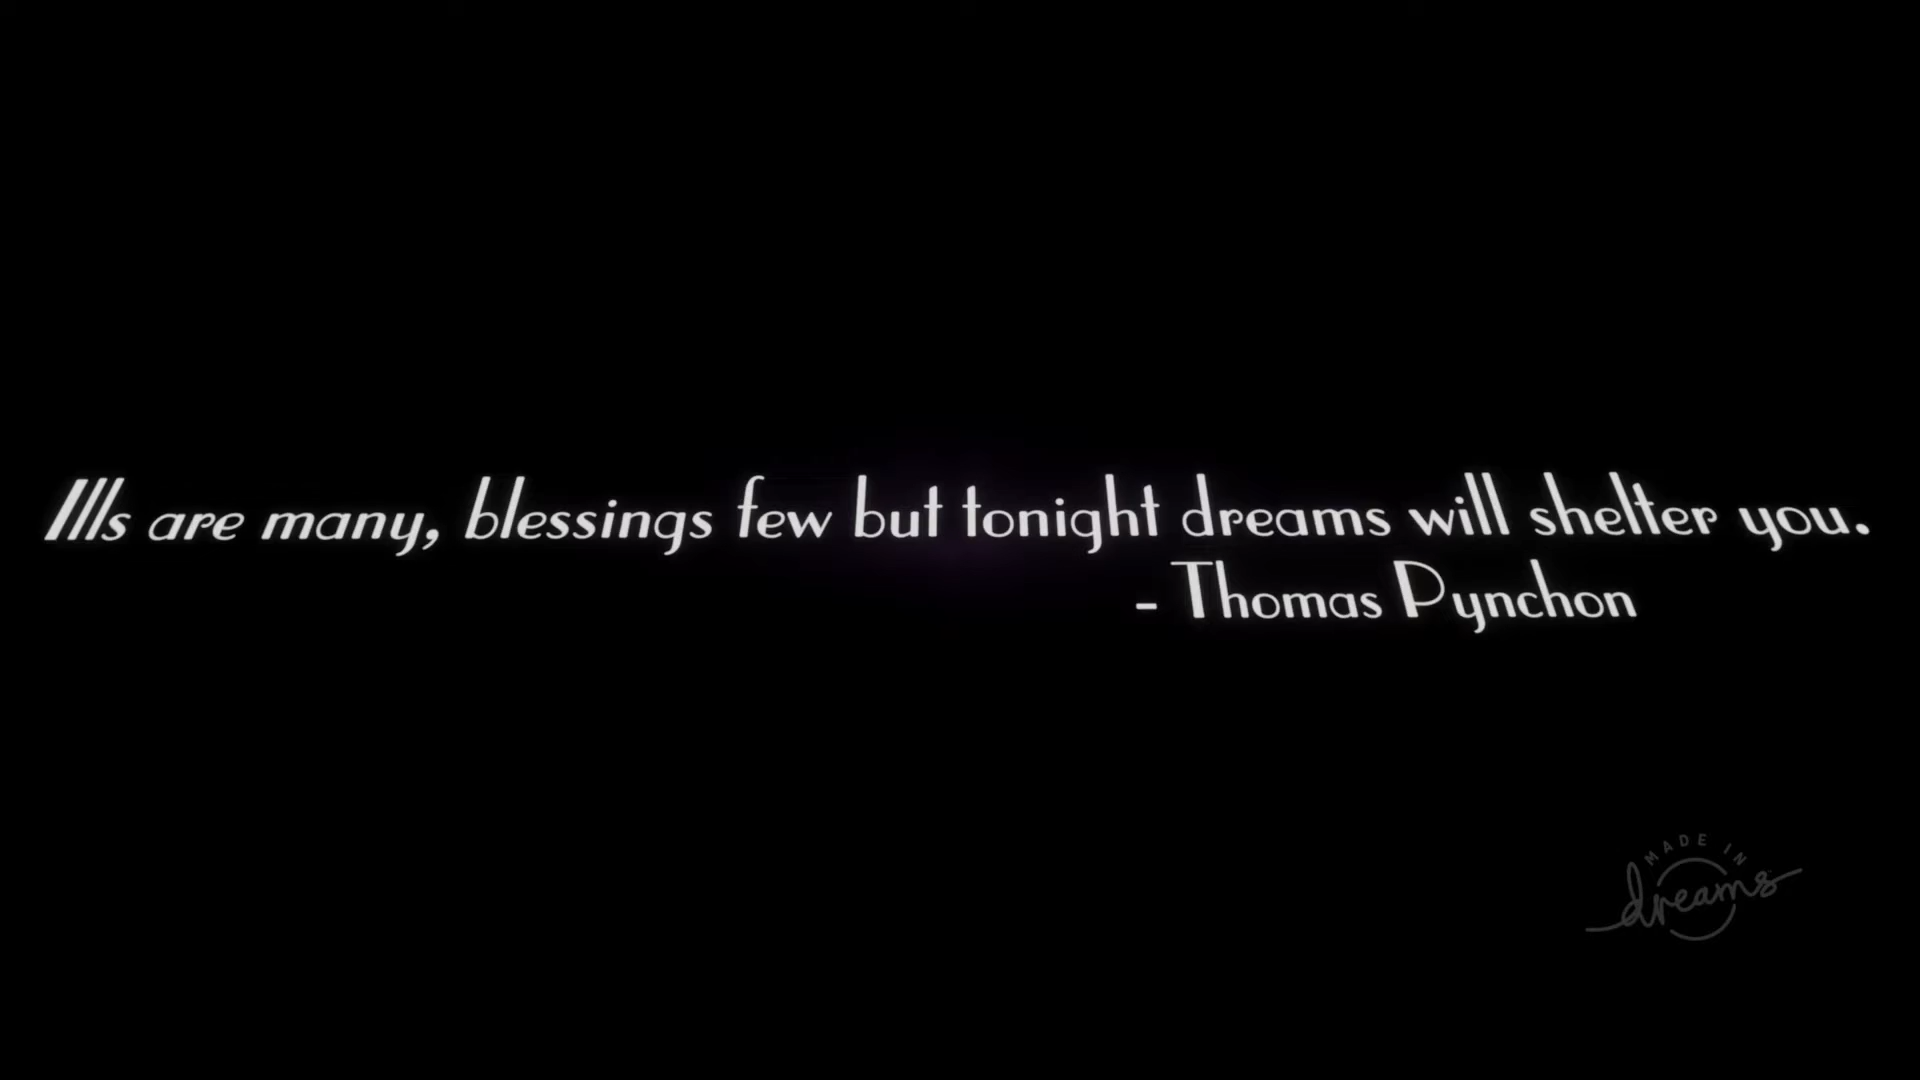 Ills are many, blessings few but tonight dreams will shelter you.
- Thomas Pynchon
MADE IN
dreams